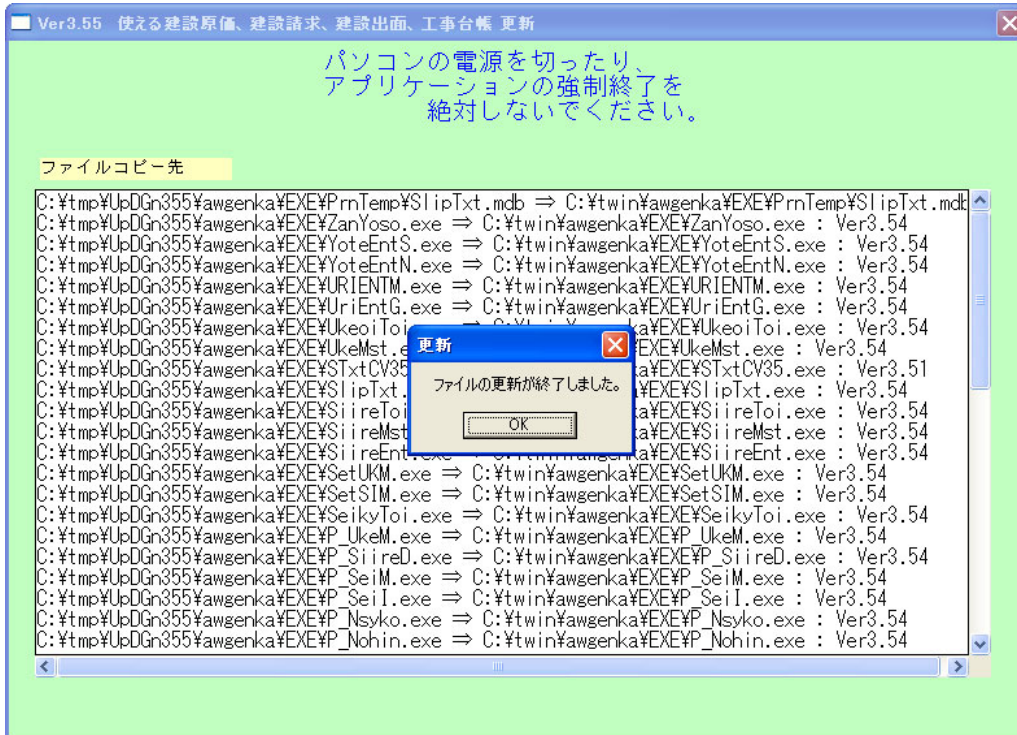 Ver3.55 使える建設原価、建設請求、建設出面、工事台帳 更新
パソコンの電源を切ったり、
アプリケーションの強制終了を
絶対しないでください。
ファイルコピー先
C:¥tmp¥UpDGn355¥awgenka¥EXE¥PrnTemp¥SlipTxt.mdb ⇒ C:¥twin¥awgenka¥EXE¥PrnTemp¥SlipTxt.mdb
C:¥tmp¥UpDGn355¥awgenka¥EXE¥ZanYoso.exe ⇒ C:¥twin¥awgenka¥EXE¥ZanYoso.exe : Ver3.54
C:¥tmp¥UpDGn355¥awgenka¥EXE¥YoteEntS.exe ⇒ C:¥twin¥awgenka¥EXE¥YoteEntS.exe : Ver3.54
C:¥tmp¥UpDGn355¥awgenka¥EXE¥YoteEntN.exe ⇒ C:¥twin¥awgenka¥EXE¥YoteEntN.exe : Ver3.54
C:¥tmp¥UpDGn355¥awgenka¥EXE¥URIENTM.exe ⇒ C:¥twin¥awgenka¥EXE¥URIENTM.exe : Ver3.54
C:¥tmp¥UpDGn355¥awgenka¥EXE¥UriEntG.exe ⇒ C:¥twin¥awgenka¥EXE¥UriEntG.exe : Ver3.54
C:¥tmp¥UpDGn355¥awgenka¥EXE¥UkeoiToi ka¥EXE¥UkeoiToi.exe : Ver3.54
C:¥tmp¥UpDGn355¥awgenka¥EXE¥UkeMst.e EXE¥UkeMst.exe : Ver3.54
C:¥tmp¥UpDGn355¥awgenka¥EXE¥STxtCV35 ka¥EXE¥STxtCV35.exe : Ver3.51
C:¥tmp¥UpDGn355¥awgenka¥EXE¥SlipTxt. ¥EXE¥SlipTxt.exe : Ver3.54
C:¥tmp¥UpDGn355¥awgenka¥EXE¥SiireToi ka¥EXE¥SiireToi.exe : Ver3.54
C:¥tmp¥UpDGn355¥awgenka¥EXE¥SiireMst ka¥EXE¥SiireMst.exe : Ver3.54
C:¥tmp¥UpDGn355¥awgenka¥EXE¥SiireEnt ka¥EXE¥SiireEnt.exe : Ver3.54
C:¥tmp¥UpDGn355¥awgenka¥EXE¥SetUKM.exe ⇒ C:¥twin¥awgenka¥EXE¥SetUKM.exe : Ver3.54
C:¥tmp¥UpDGn355¥awgenka¥EXE¥SetSIM.exe ⇒ C:¥twin¥awgenka¥EXE¥SetSIM.exe : Ver3.54
C:¥tmp¥UpDGn355¥awgenka¥EXE¥SeikyToi.exe ⇒ C:¥twin¥awgenka¥EXE¥SeikyToi.exe : Ver3.54
C:¥tmp¥UpDGn355¥awgenka¥EXE¥P_UkeM.exe ⇒ C:¥twin¥awgenka¥EXE¥P_UkeM.exe : Ver3.54
C:¥tmp¥UpDGn355¥awgenka¥EXE¥P_SiireD.exe ⇒ C:¥twin¥awgenka¥EXE¥P_SiireD.exe : Ver3.54
C:¥tmp¥UpDGn355¥awgenka¥EXE¥P_SeiM.exe ⇒ C:¥twin¥awgenka¥EXE¥P_SeiM.exe : Ver3.54
C:¥tmp¥UpDGn355¥awgenka¥EXE¥P_SeiI.exe ⇒ C:¥twin¥awgenka¥EXE¥P_SeiI.exe : Ver3.54
C:¥tmp¥UpDGn355¥awgenka¥EXE¥P_Nsyko.exe ⇒ C:¥twin¥awgenka¥EXE¥P_Nsyko.exe : Ver3.54
C:¥tmp¥UpDGn355¥awgenka¥EXE¥P_Nohin.exe ⇒ C:¥twin¥awgenka¥EXE¥P_Nohin.exe : Ver3.54
更新
ファイルの更新が終了しました。
OK